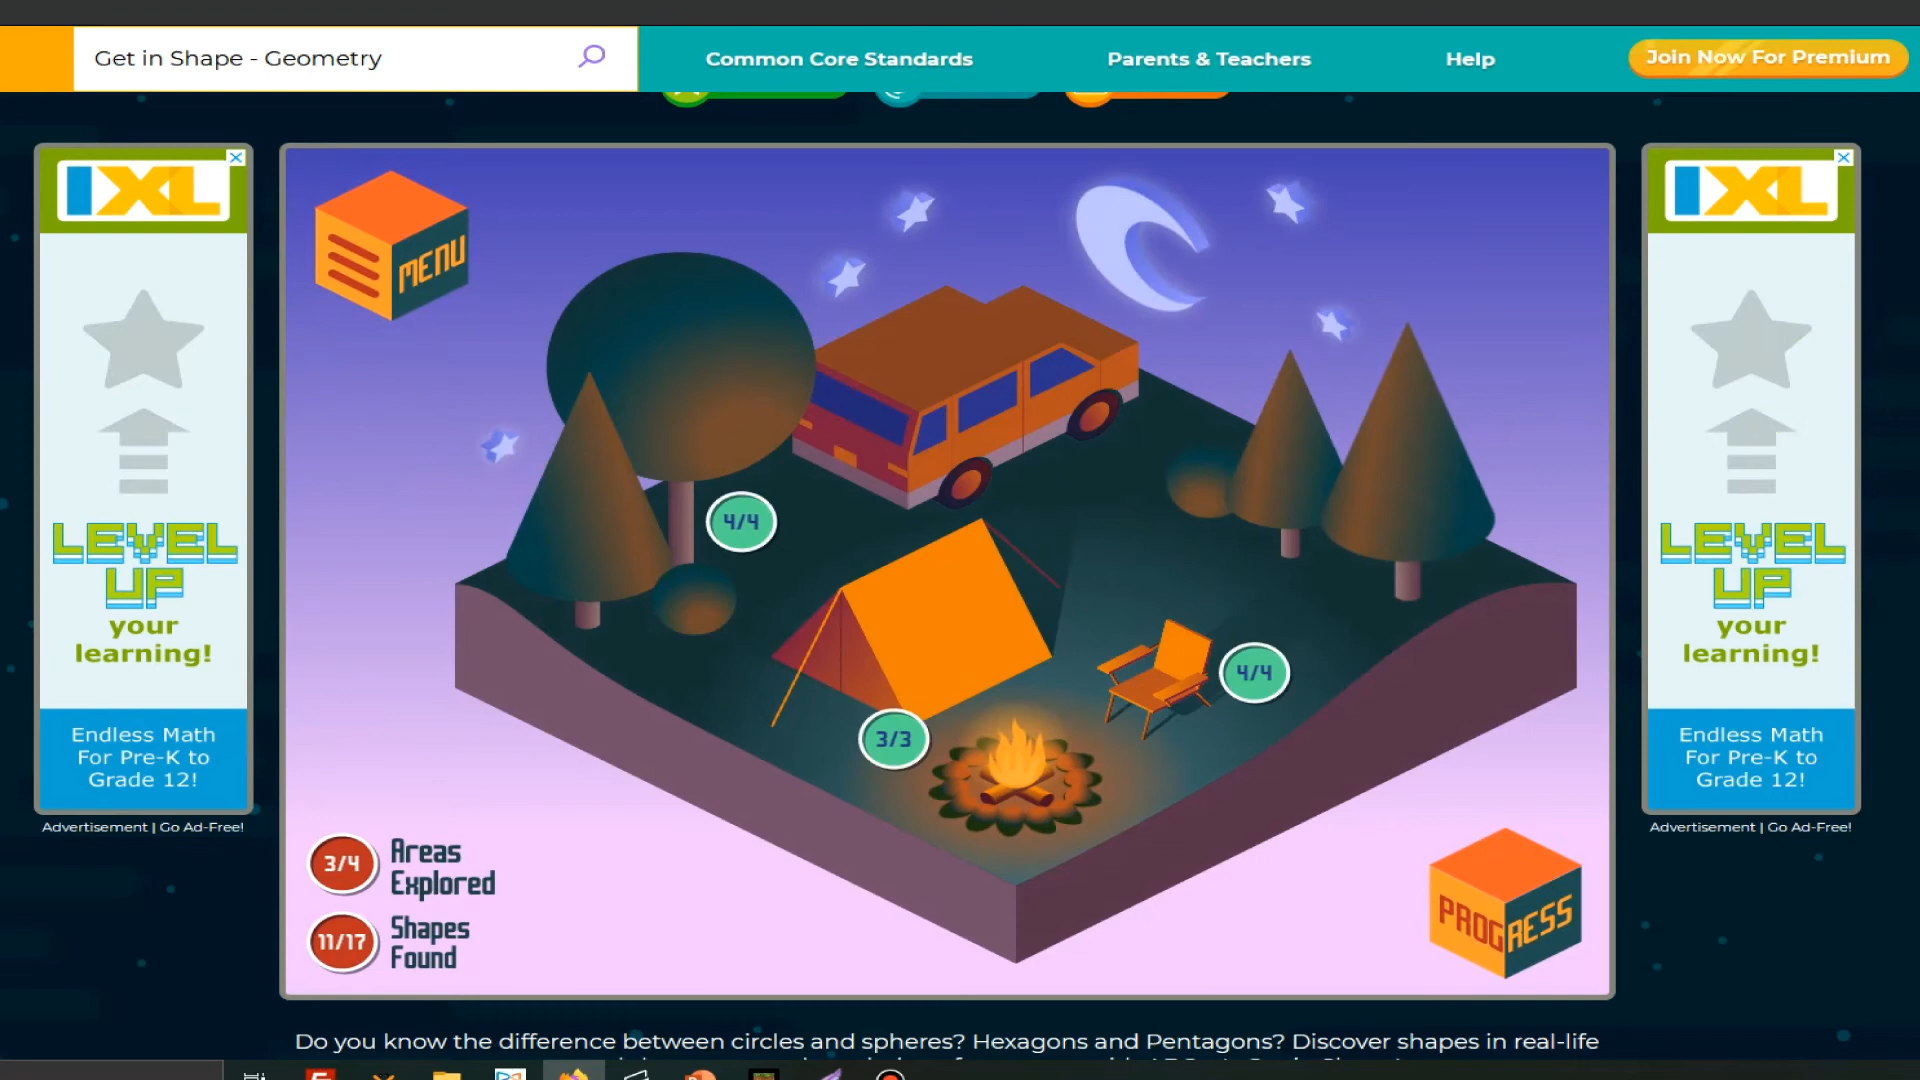 Get in Shape - Geometry
Common Core Standards
Parents & Teachers
Help
Join Now For Premium
IXL
LEVEL
UP
your
learning!
Endless Math
For Pre-K to
Grade 12!
Advertisement | Go Ad-Free!
MENU
4/4
4/4
3/3
3/4
Areas
Explored
11/17
Shapes
Found
PROGRESS
IXL
LEVEL
UP
your
learning!
Endless Math
For Pre-K to
Grade 12!
Advertisement | Go Ad-Free!
Do you know the difference between circles and spheres? Hexagons and Pentagons? Discover shapes in real-life